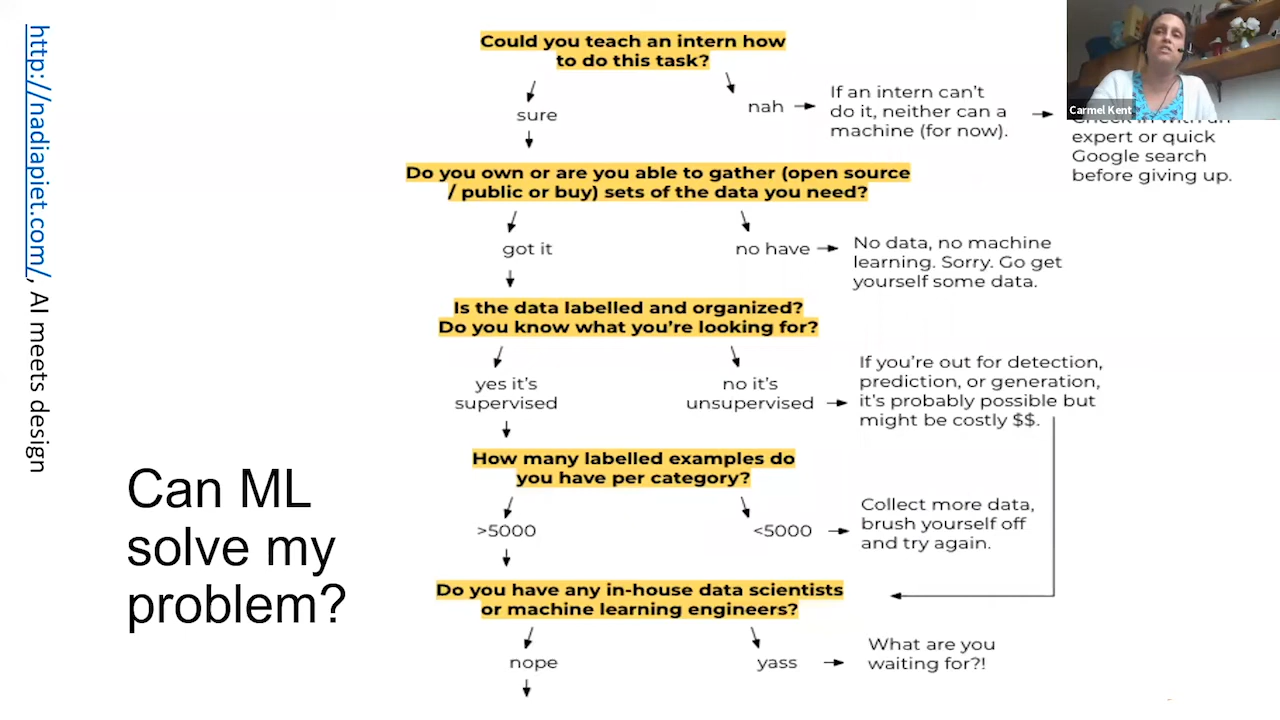 http://nadiapiet.com/, AI meets design
Can ML
solve my
problem?
Could you teach an intern how
to do this task?
sure
nah
If an intern can't
do it, neither can a
machine (for now).
Carmel Kent
expert or quick
Google search
before giving up.
Do you own or are you able to gather (open source
/ public or buy) sets of the data you need?
got it
no have
No data, no machine
learning. Sorry. Go get
yourself some data.
Is the data labelled and organized?
Do you know what you're looking for?
yes it's
supervised
no it's
unsupervised
If you're out for detection,
prediction, or generation,
it's probably possible but
might be costly $$.
How many labelled examples do
you have per category?
>5000
<5000
Collect more data,
brush yourself off
and try again.
Do you have any in-house data scientists
or machine learning engineers?
nope
yass
What are you
waiting for?!